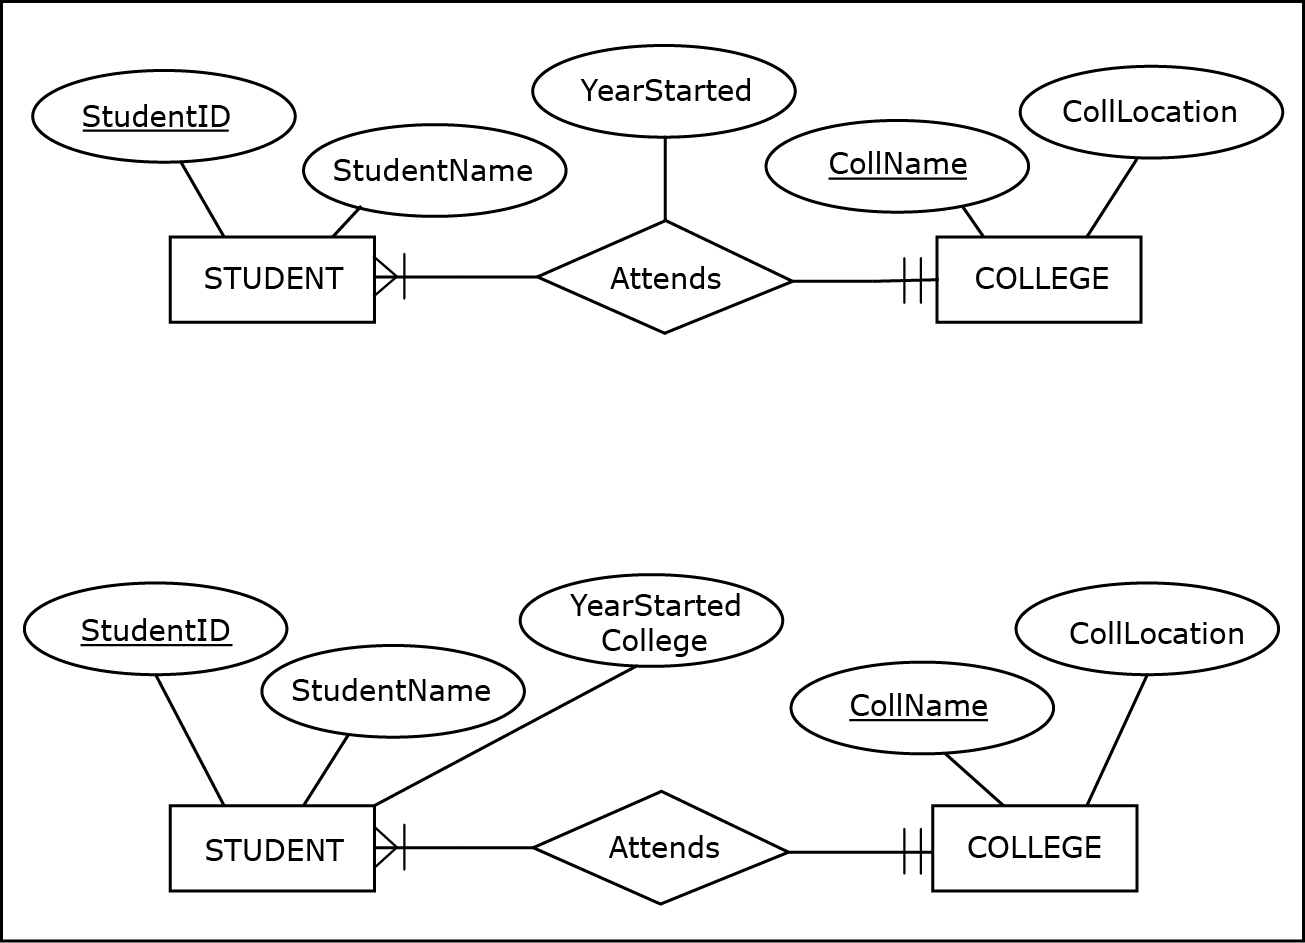 YearStarted
CollLocation
StudentID
CollName
StudentName
STUDENT
Attends
COLLEGE
YearStarted
College
StudentID
CollLocation
StudentName
CollName
STUDENT
Attends
COLLEGE